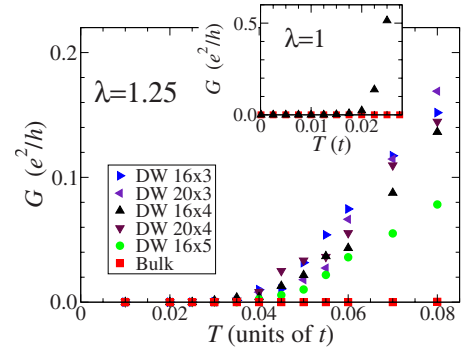 0.5
λ=1
G (e²/h)
0.0
0 0.01 0.02
T (t)
0.2
λ=1.25
G (e²/h)
0.1
DW 16x3
DW 20x3
DW 16x4
DW 20x4
DW 16x5
Bulk
0.0
0.00 0.02 0.04 0.06 0.08
T (units of t)